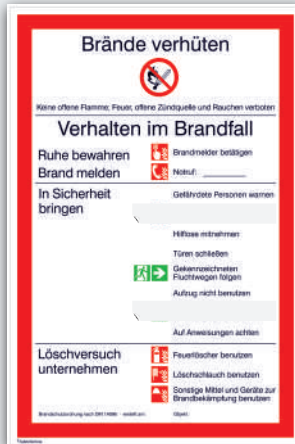 Brände verhüten
Keine offene Flamme; Feuer, offene Zündquelle und Rauchen verboten
Verhalten im Brandfall
Ruhe bewahren
Brandmelder betätigen
Brand melden
Notruf:
In Sicherheit bringen
Gefährdete Personen warnen
Hilflose mitnehmen
Türen schließen
Gekennzeichneten
Fluchtwegen folgen
Aufzug nicht benutzen
Auf Anweisungen achten
Löschversuch
unternehmen
Feuerlöscher benutzen
Löschschlauch benutzen
Sonstige Mittel und Geräte zur
Brandbekämpfung benutzen
Objekt: